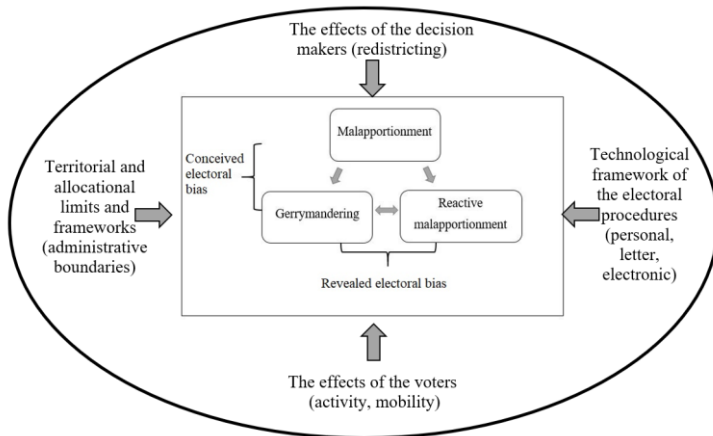 The effects of the decision
makers (redistricting)
Malapportionment
Conceived
electoral
bias
Territorial and
allocational
limits and
frameworks
(administrative
boundaries)
Gerrymandering
Reactive
malapportionment
Technological
framework of
the electoral
procedures
(personal,
letter,
electronic)
Revealed electoral bias
The effects of the voters
(activity, mobility)